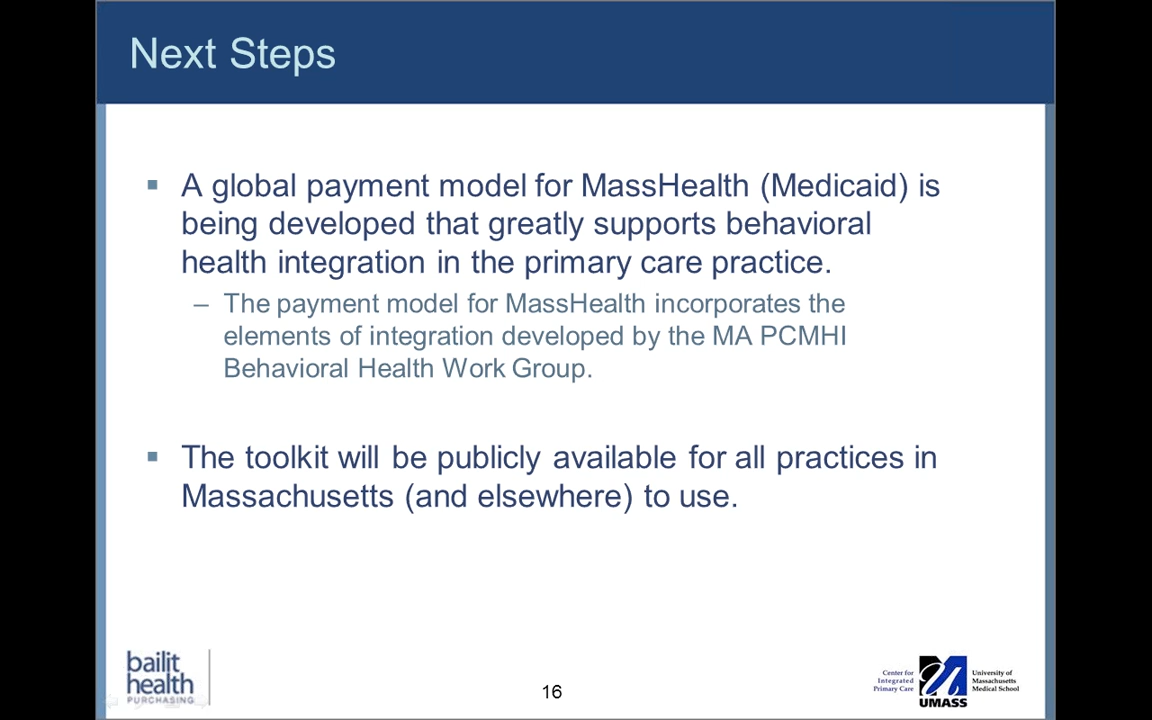 Next Steps
▪ A global payment model for MassHealth (Medicaid) is
being developed that greatly supports behavioral
health integration in the primary care practice.
– The payment model for MassHealth incorporates the
elements of integration developed by the MA PCMHI
Behavioral Health Work Group.
▪ The toolkit will be publicly available for all practices in
Massachusetts (and elsewhere) to use.
bailit
health
PURCHASING
16
Center for
Integrated
Primary Care
UMASS
University of
Massachusetts
Medical School